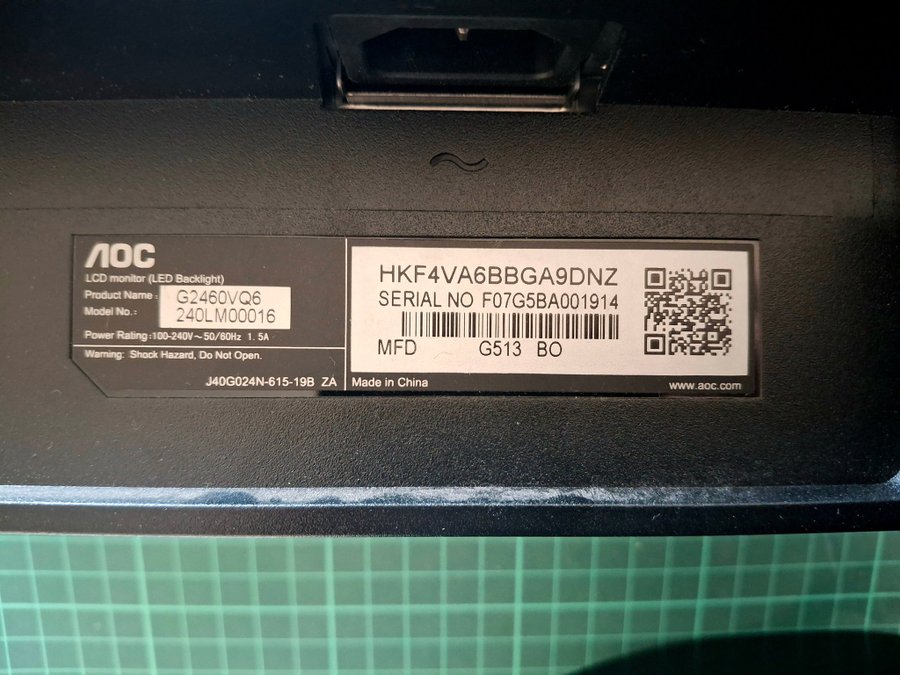 AOC
LCD monitor (LED Backlight)
Product Name : G2460VQ6
Model No.: 240LM00016
Power Rating :100-240V~ 50/60Hz 1.5A
Warning: Shock Hazard, Do Not Open.
J40G024N-615-19B ZA
HKF4VA6BBGA9DNZ
SERIAL NO F07G5BA001914
MFD G513 BO
Made in China
www.aoc.com